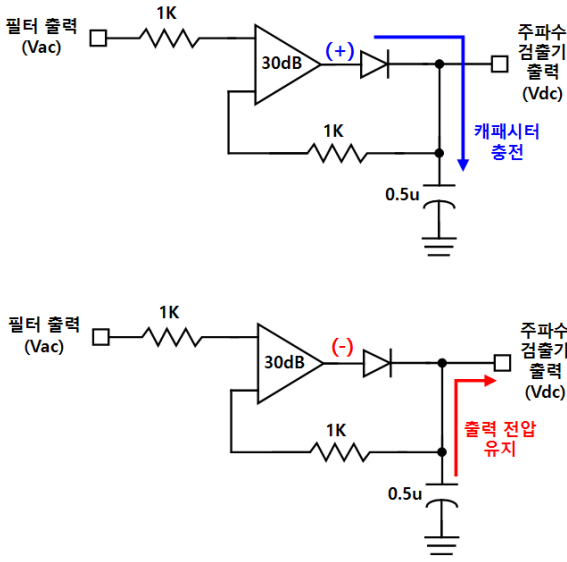 필터 출력
(Vac)
1K
30dB
(+)
주파수
검출기
출력
(Vdc)
캐패시터
충전
1K
0.5u
필터 출력
(Vac)
1K
30dB
(-)
주파수
검출기
출력
(Vdc)
출력 전압
유지
1K
0.5u